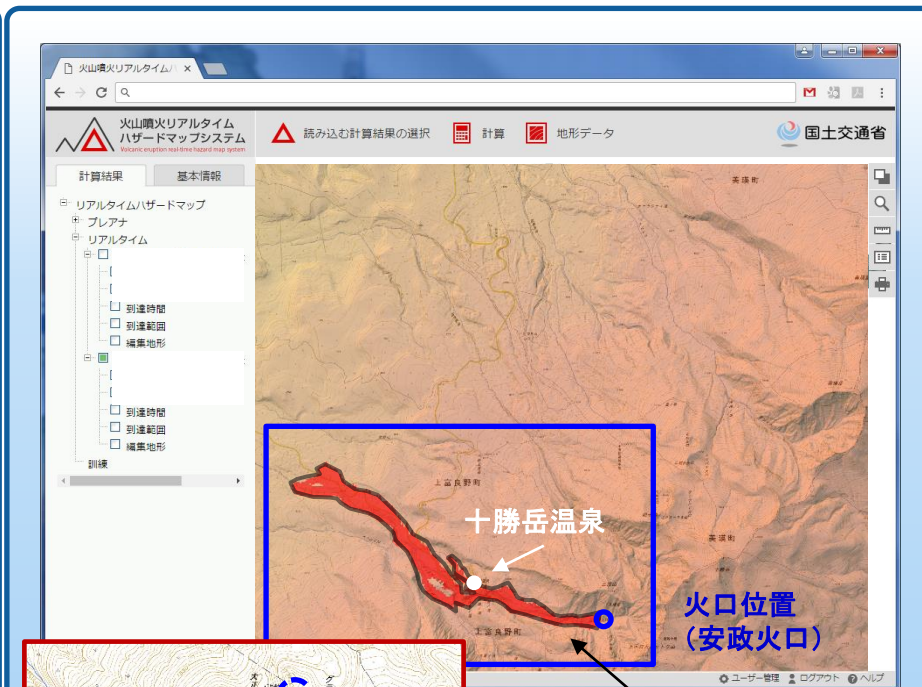 火山噴火リアルタイムハ
火山噴火リアルタイム
ハザードマップシステム
Volcanic eruption real-time hazard map system
読み込む計算結果の選択
計算
地形データ
国土交通省
計算結果
基本情報
リアルタイムハザードマップ
プレアナ
リアルタイム
到達時間
到達範囲
編集地形
到達時間
到達範囲
編集地形
訓練
美瑛町
上富良野町
十勝岳温泉
美瑛町
火口位置
(安政火口)
上富良野町
ユーザー管理
ログアウト
ヘルプ